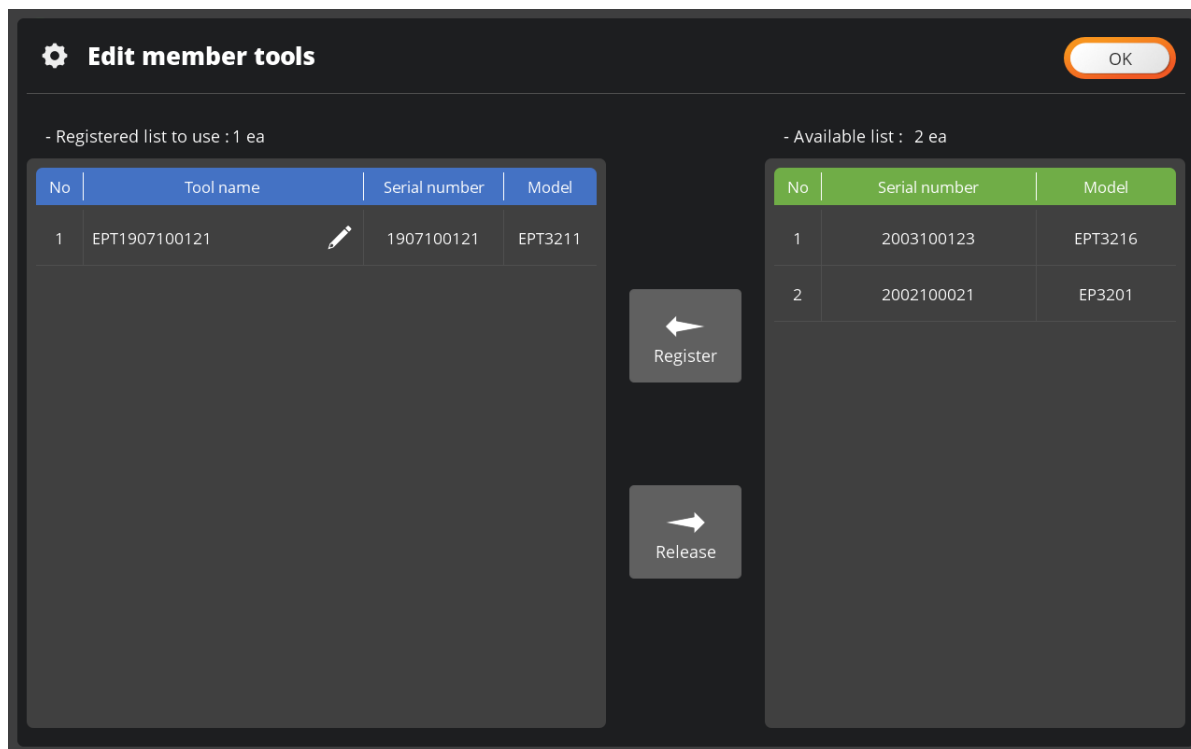 Edit member tools
OK
- Registered list to use : 1 ea
- Available list : 2 ea
No Tool name Serial number Model
1 EPT1907100121 1907100121 EPT3211
No Serial number Model
1 2003100123 EPT3216
2 2002100021 EP3201
Register
Release